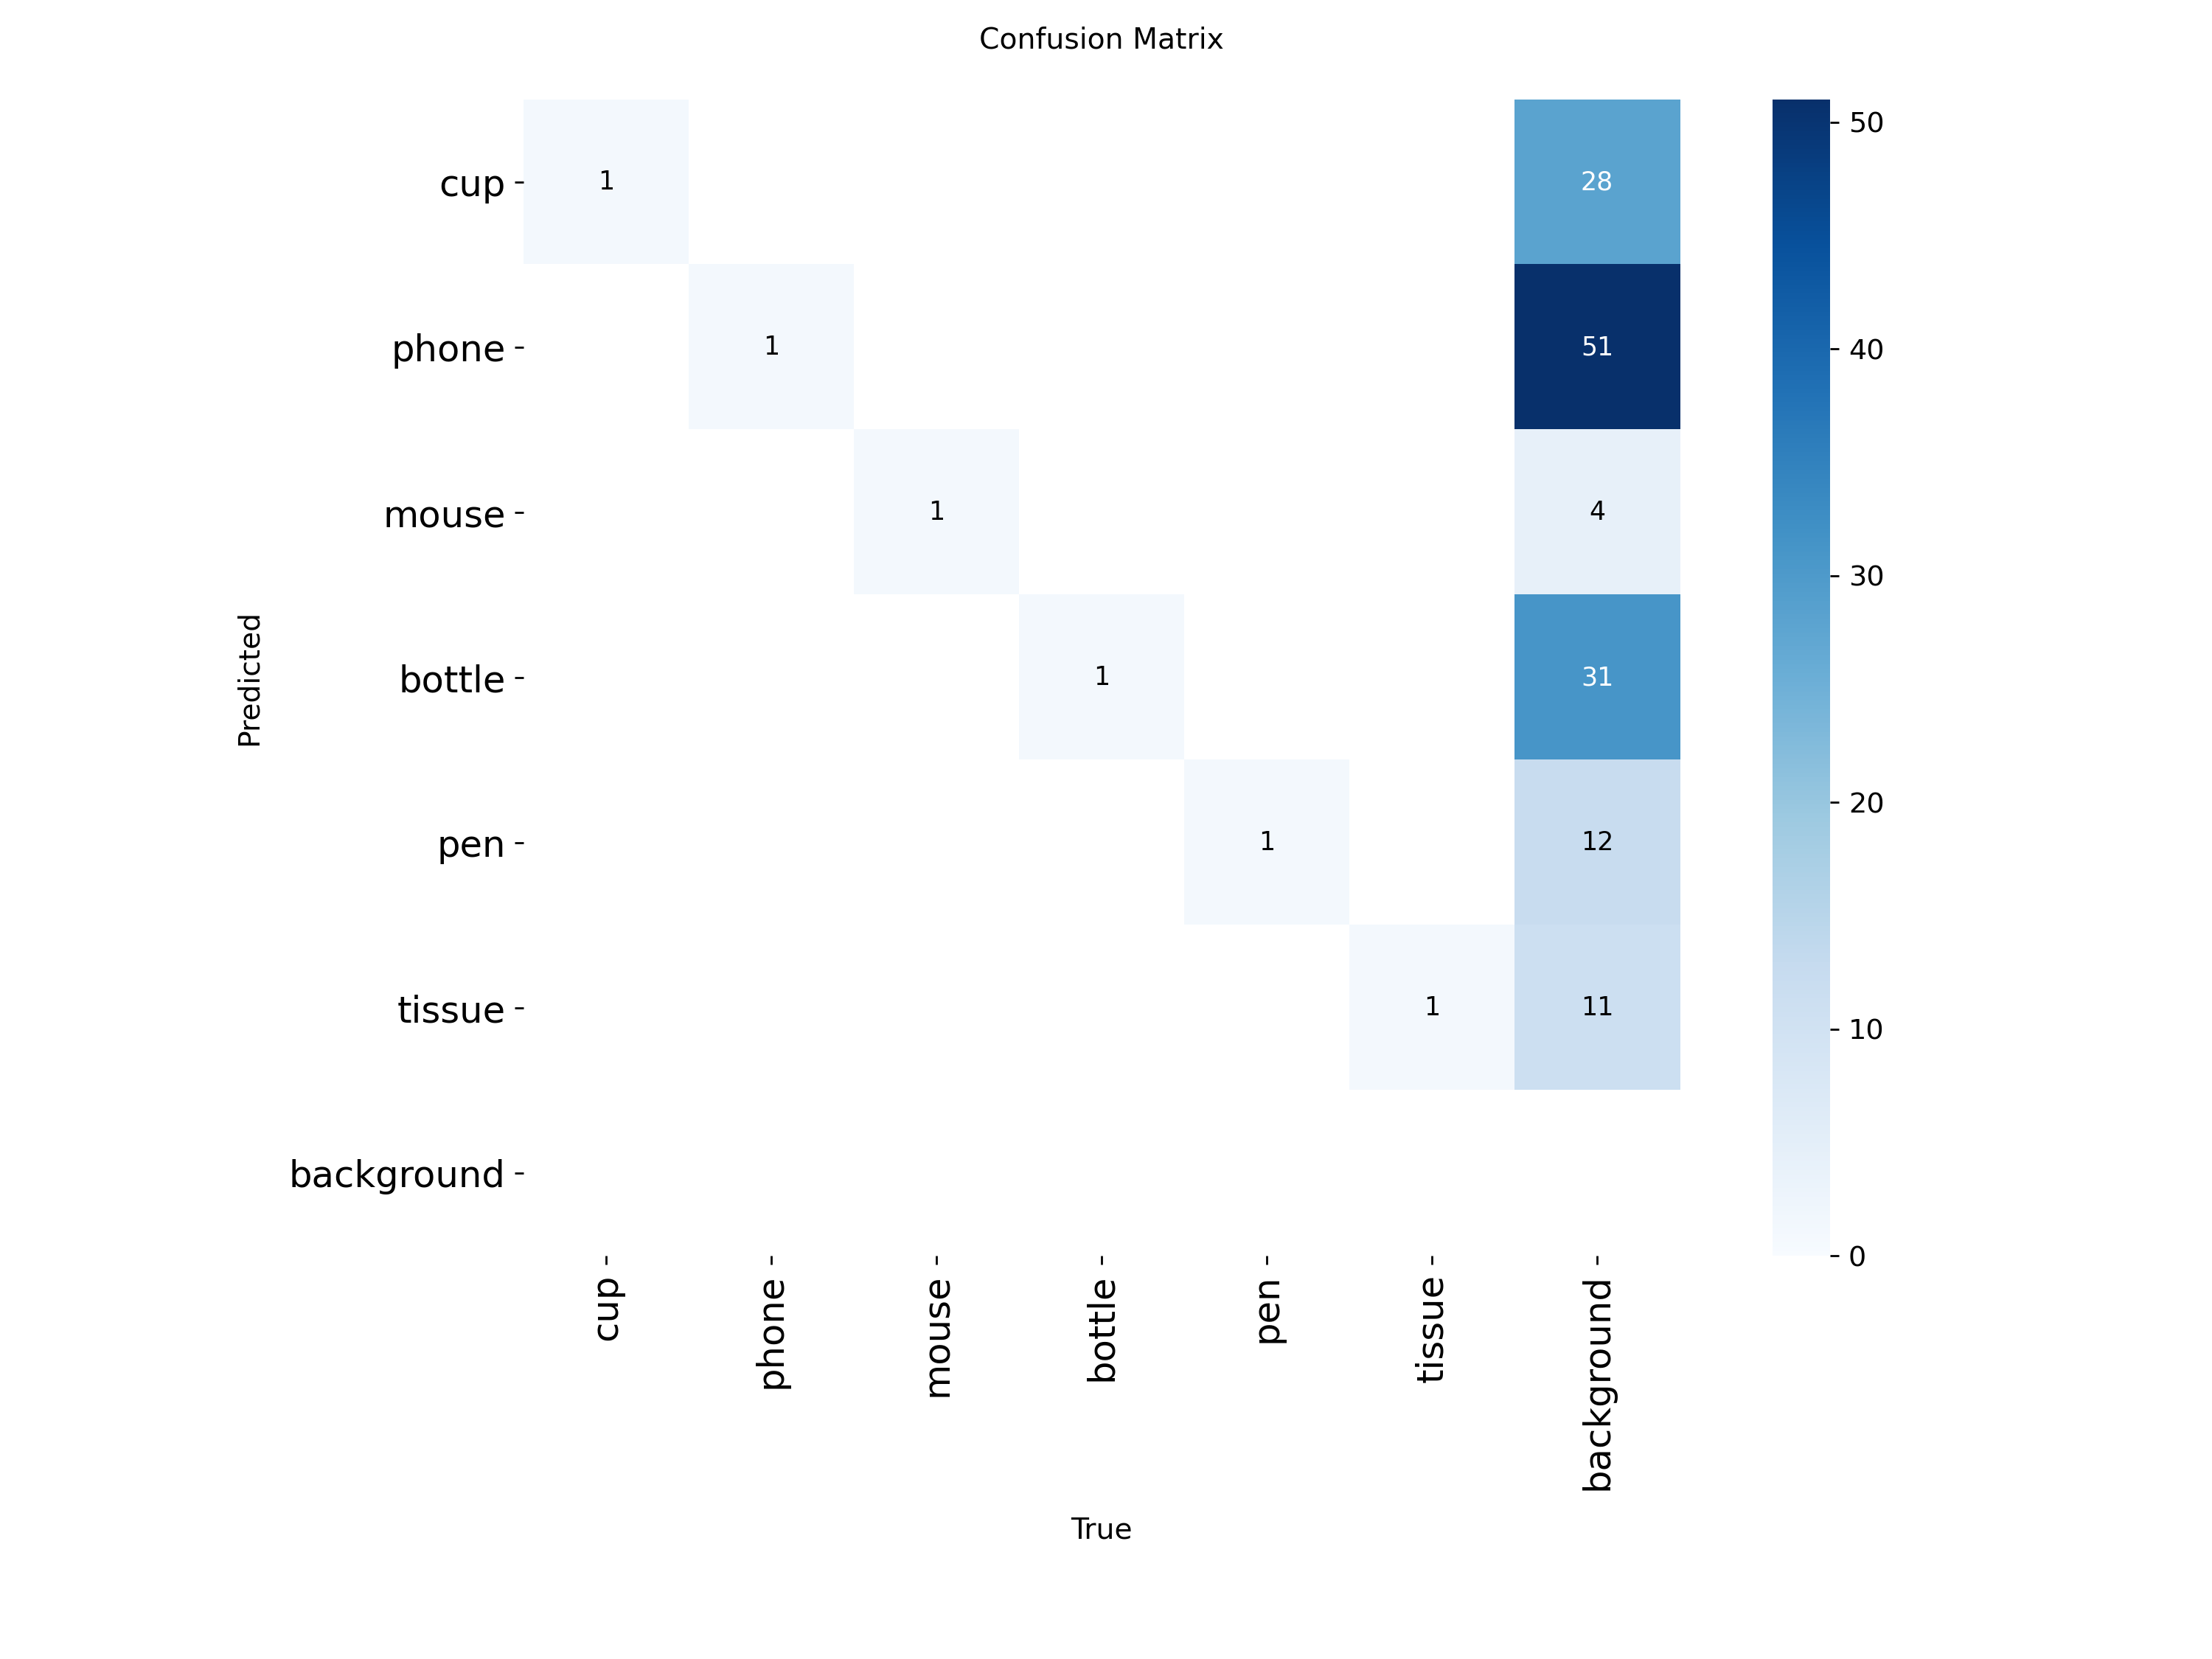 Confusion Matrix
cup 1 28
phone 1 51
mouse 1 4
bottle 1 31
pen 1 12
tissue 1 11
background
Predicted
cup phone mouse bottle pen tissue background
True
50
40
30
20
10
0